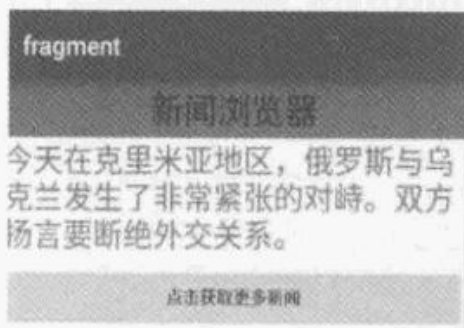 fragment
新闻浏览器
今天在克里米亚地区，俄罗斯与乌
克兰发生了非常紧张的对峙。双方
扬言要断绝外交关系。
点击获取更多新闻